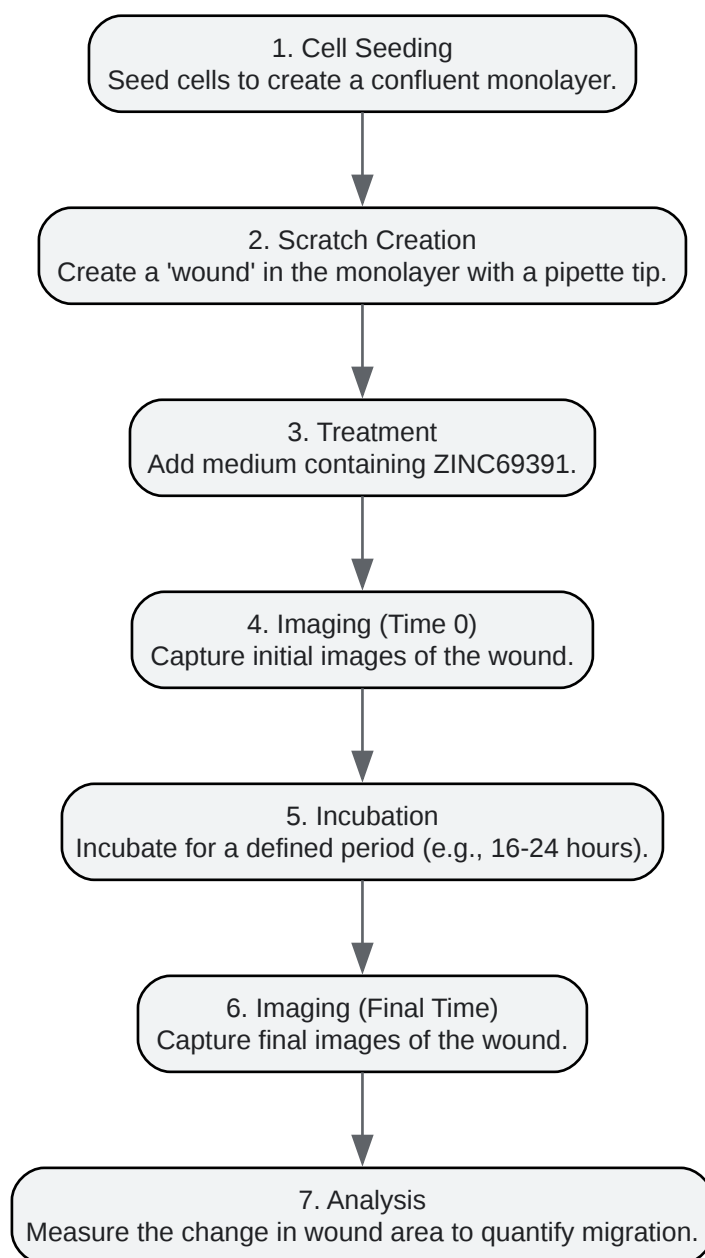 1. Cell Seeding
Seed cells to create a confluent monolayer.
2. Scratch Creation
Create a 'wound' in the monolayer with a pipette tip.
3. Treatment
Add medium containing ZINC69391.
4. Imaging (Time 0)
Capture initial images of the wound.
5. Incubation
Incubate for a defined period (e.g., 16-24 hours).
6. Imaging (Final Time)
Capture final images of the wound.
7. Analysis
Measure the change in wound area to quantify migration.